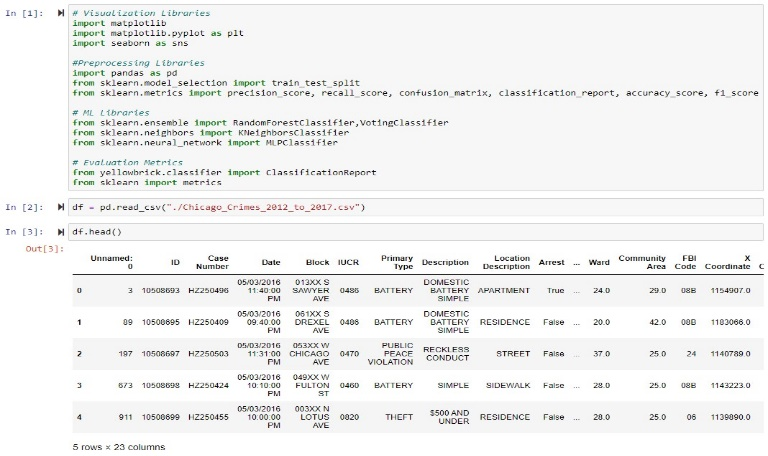 In [1]:
# Visualization Libraries
import matplotlib
import matplotlib.pyplot as plt
import seaborn as sns
#Preprocessing Libraries
import pandas as pd
from sklearn.model_selection import train_test_split
from sklearn.metrics import precision_score, recall_score, confusion_matrix, classification_report, accuracy_score, f1_score
# ML Libraries
from sklearn.ensemble import RandomForestClassifier,VotingClassifier
from sklearn.neighbors import KNeighborsClassifier
from sklearn.neural_network import MLPClassifier
# Evaluation Metrics
from yellowbrick.classifier import ClassificationReport
from sklearn import metrics
In [2]: df = pd.read_csv("./Chicago_Crimes_2012_to_2017.csv")
In [3]: df.head()
Out[3]:
Unnamed: 0 ID Case Number Date Block IUCR Primary Type Description Location Description Arrest ... Ward Community Area FBI Code X Coordinate C
0 3 10508693 HZ250496 05/03/2016 11:40:00 PM 013XX S SAWYER AVE 0486 BATTERY DOMESTIC BATTERY SIMPLE APARTMENT True ... 24.0 29.0 08B 1154907.0
1 89 10508695 HZ250409 05/03/2016 09:40:00 PM 061XX S DREXEL AVE 0486 BATTERY DOMESTIC BATTERY SIMPLE RESIDENCE False ... 20.0 42.0 08B 1183066.0
2 197 10508697 HZ250503 05/03/2016 11:31:00 PM 053XX W CHICAGO AVE 0470 PUBLIC PEACE VIOLATION RECKLESS CONDUCT STREET False ... 37.0 25.0 24 1140789.0
3 673 10508698 HZ250424 05/03/2016 10:10:00 PM 049XX W FULTON ST 0460 BATTERY SIMPLE SIDEWALK False ... 28.0 25.0 08B 1143223.0
4 911 10508699 HZ250455 05/03/2016 10:00:00 PM 003XX N LOTUS AVE 0820 THEFT $500 AND UNDER RESIDENCE False ... 28.0 25.0 06 1139890.0
5 rows × 23 columns